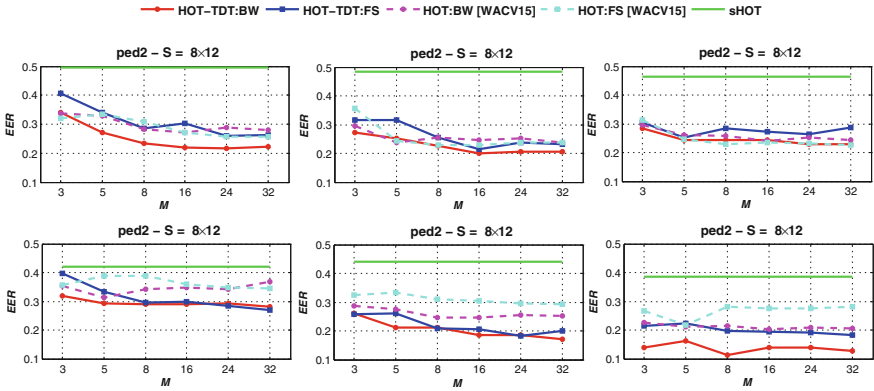 HOT-TDT:BW HOT-TDT:FS HOT:BW [WACV15] HOT:FS [WACV15] sHOT
ped2 – S = 8×12 ped2 – S = 8×12 ped2 – S = 8×12
0.5 0.5 0.5
0.4 0.4 0.4
EER EER EER
0.3 0.3 0.3
0.2 0.2 0.2
0.1 0.1 0.1
3 5 8 16 24 32 3 5 8 16 24 32 3 5 8 16 24 32
M M M
ped2 – S = 8×12 ped2 – S = 8×12 ped2 – S = 8×12
0.5 0.5 0.5
0.4 0.4 0.4
EER EER EER
0.3 0.3 0.3
0.2 0.2 0.2
0.1 0.1 0.1
3 5 8 16 24 32 3 5 8 16 24 32 3 5 8 16 24 32
M M M